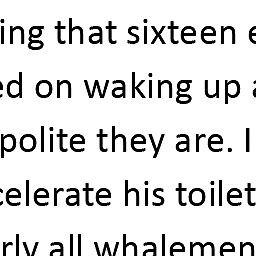 ing that sixteen e
ed on waking up a
polite they are. I
celerate his toilet
rly all whalemen